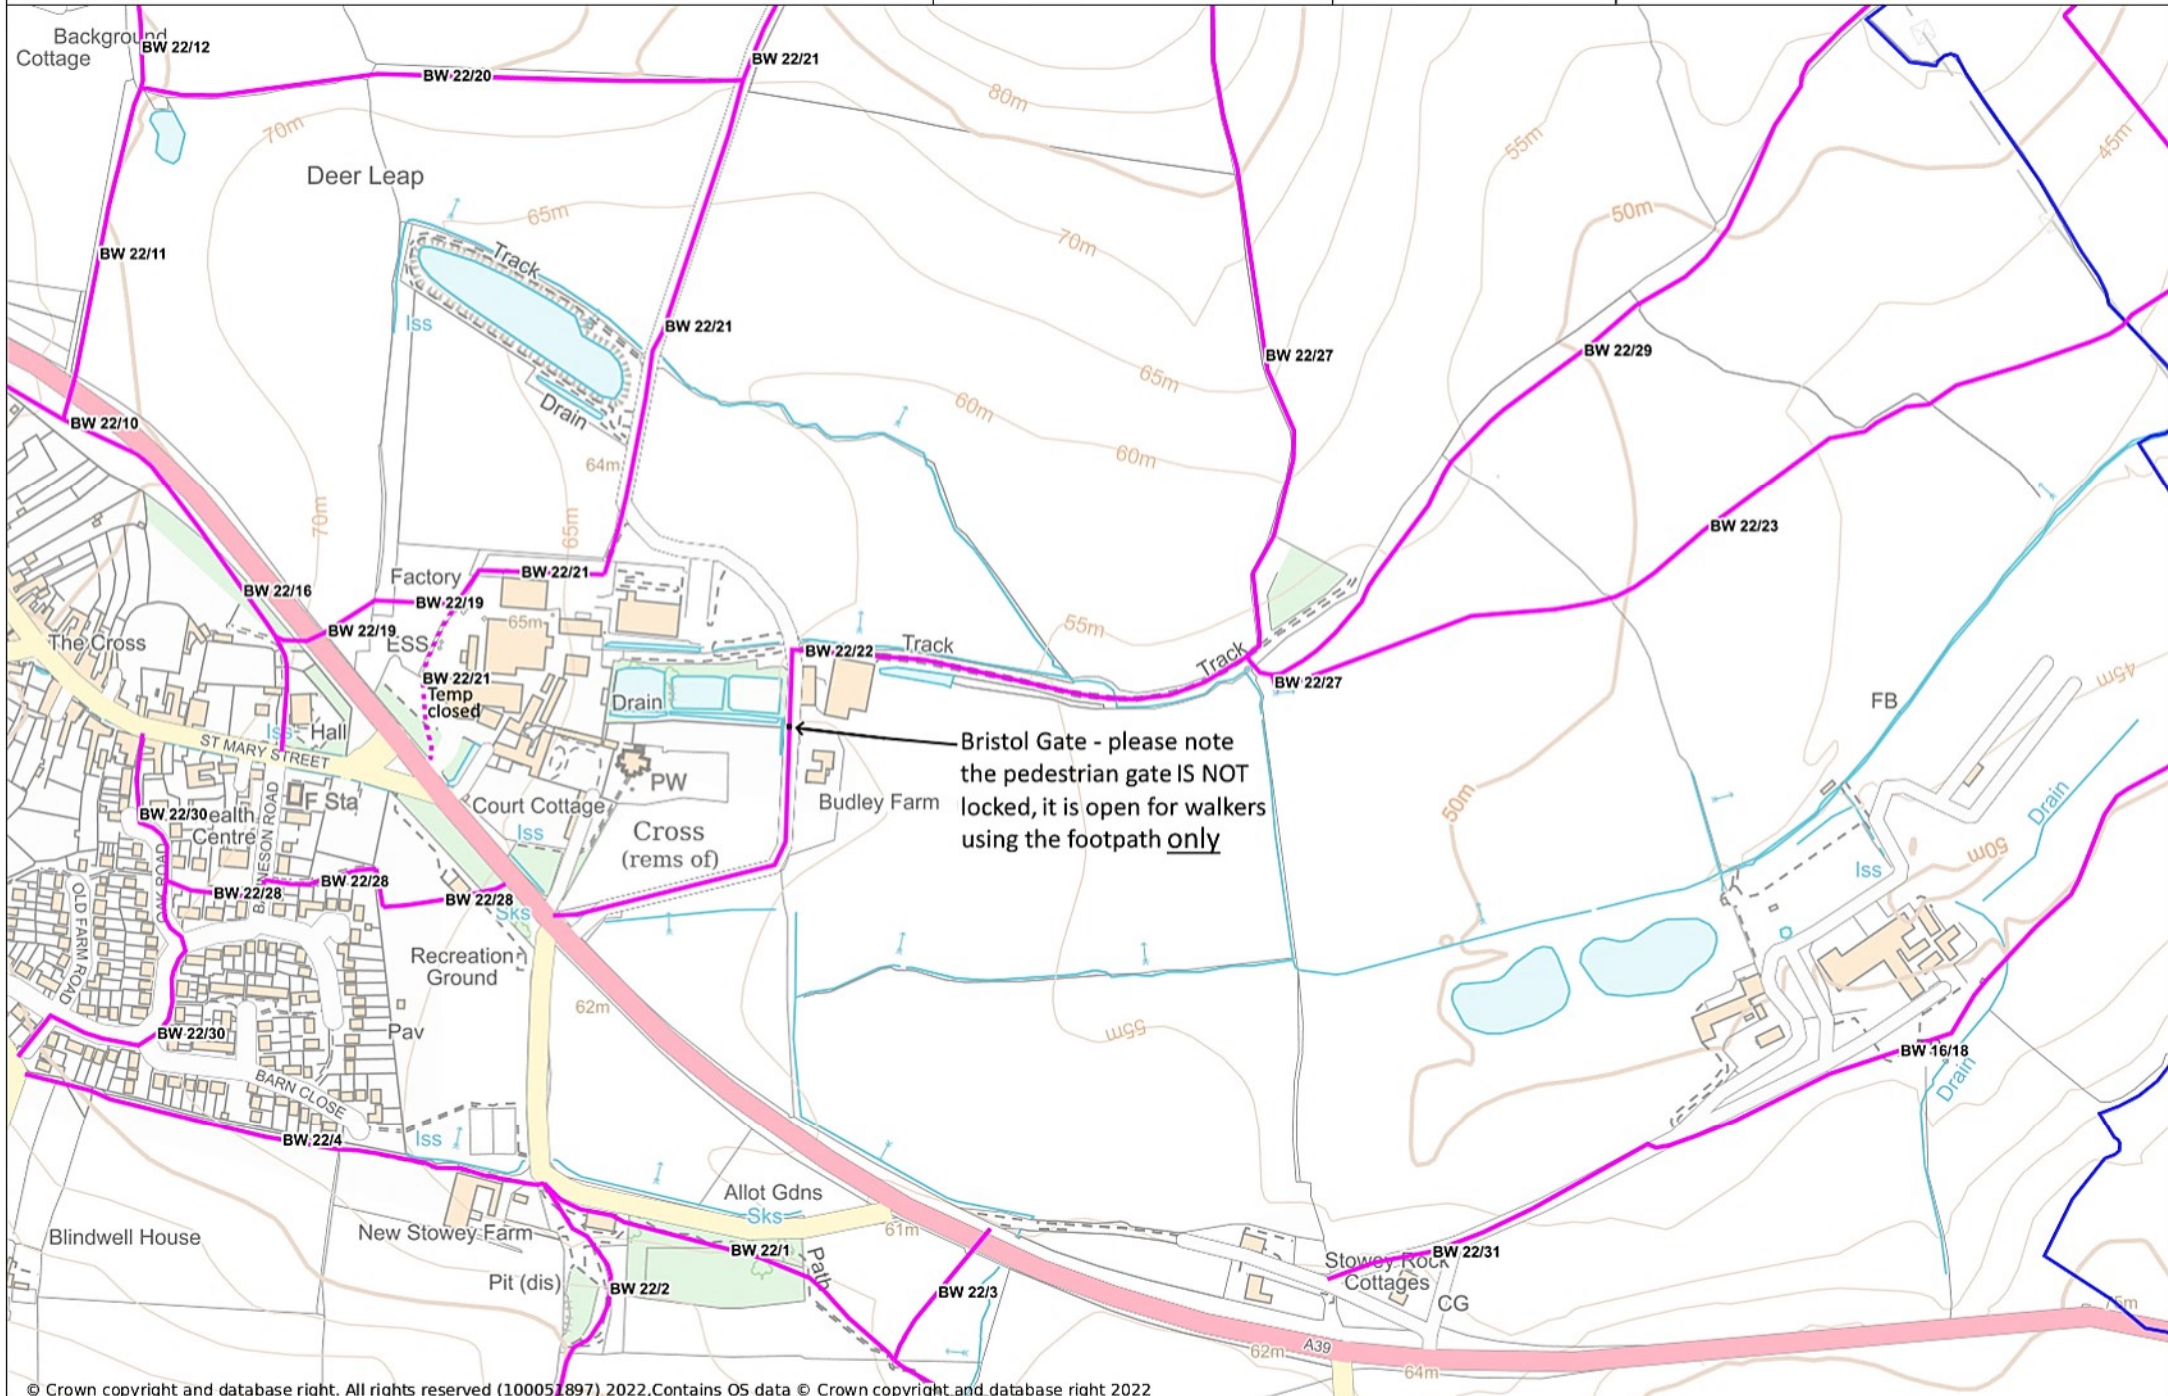 Background
Cottage
BW 22/12
BW 22/20
BW 22/21
80m
70m
55m
45m
Deer Leap
50m
65m
70m
BW 22/11
Track
Iss
BW 22/21
BW 22/27
BW 22/29
65m
60m
Drain
BW 22/10
64m
60m
70m
65m
BW 22/23
Factory
BW 22/21
BW 22/16
BW 22/19
65m
55m
BW 22/19
The Cross
ESS
BW 22/22
Track
Track
BW 22/21
Temp
closed
BW 22/27
45m
Drain
FB
Iss
Hall
ST MARY STREET
Bristol Gate - please note
the pedestrian gate IS NOT
locked, it is open for walkers
using the footpath only
PW
F Sta
Court Cottage
Budley Farm
50m
Drain
BW 22/30
ealth
Centre
Iss
Cross
(rems of)
50m
Iss
OAK ROAD
BW 22/28
BW 22/28
BW 22/28
Sks
OLD FARM ROAD
Recreation
Ground
62m
Pav
BW 22/30
55m
BW 16/18
Drain
BARN CLOSE
BW 22/4
Iss
Allot Gdns
Sks
61m
Blindwell House
New Stowey Farm
BW 22/1
Path
Stowey Rock
Cottages
BW 22/31
Pit (dis)
BW 22/2
BW 22/3
CG
75m
A39
62m
64m
© Crown copyright and database right. All rights reserved (100051897) 2022.Contains OS data © Crown copyright and database right 2022